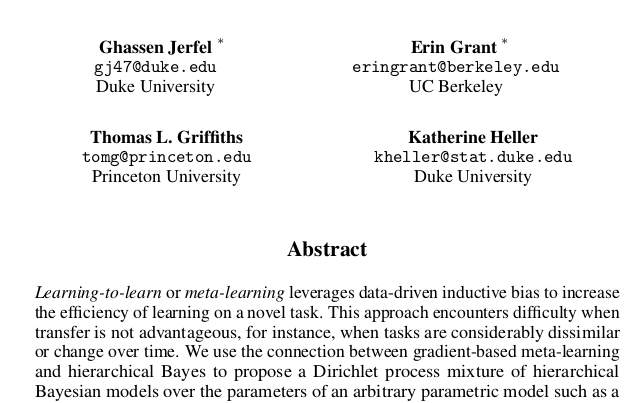 Ghassen Jerfel *
gj47@duke.edu
Duke University
Erin Grant *
eringrant@berkeley.edu
UC Berkeley
Thomas L. Griffiths
tomg@princeton.edu
Princeton University
Katherine Heller
kheller@stat.duke.edu
Duke University
Abstract
Learning-to-learn or meta-learning leverages data-driven inductive bias to increase
the efficiency of learning on a novel task. This approach encounters difficulty when
transfer is not advantageous, for instance, when tasks are considerably dissimilar
or change over time. We use the connection between gradient-based meta-learning
and hierarchical Bayes to propose a Dirichlet process mixture of hierarchical
Bayesian models over the parameters of an arbitrary parametric model such as a